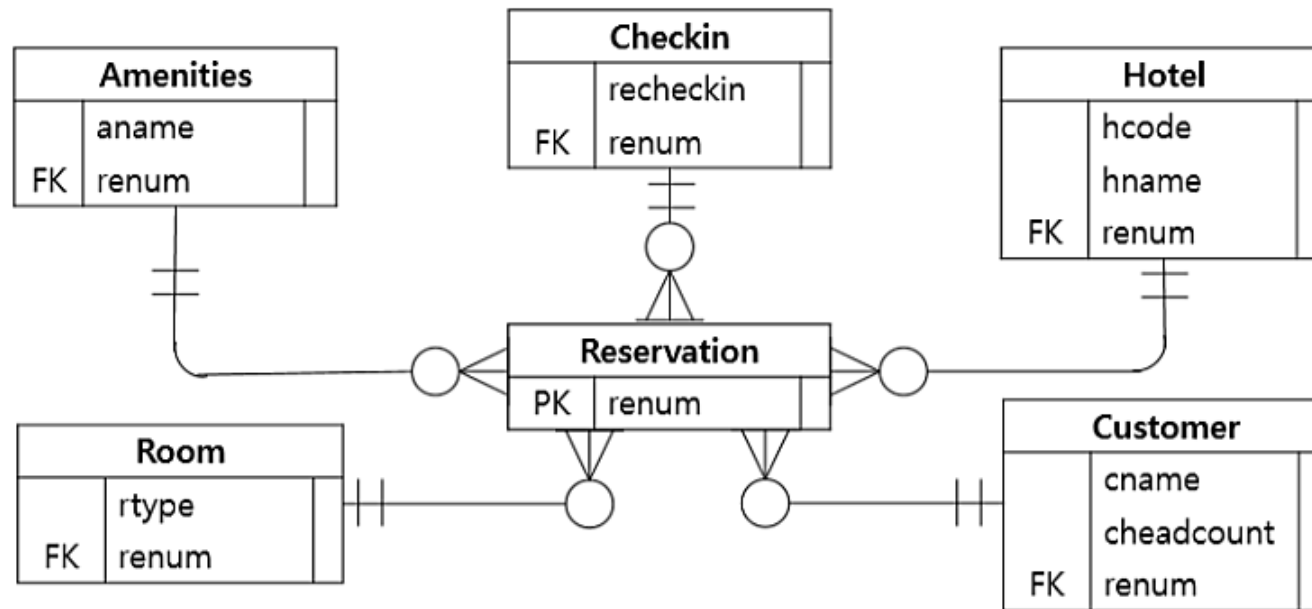 Amenities
aname
FK renum
Checkin
recheckin
FK renum
Hotel
hcode
hname
FK renum
Reservation
PK renum
Room
rtype
FK renum
Customer
cname
cheadcount
FK renum